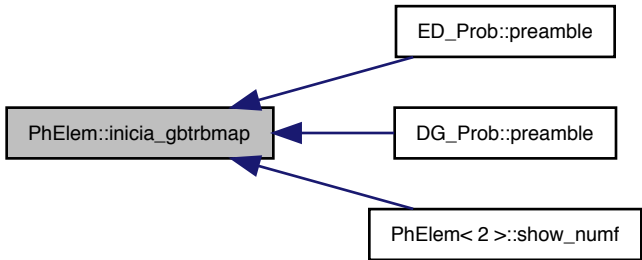 ED_Prob::preamble
PhElem::inicia_gbtrbmap
DG_Prob::preamble
PhElem< 2 >::show_numf